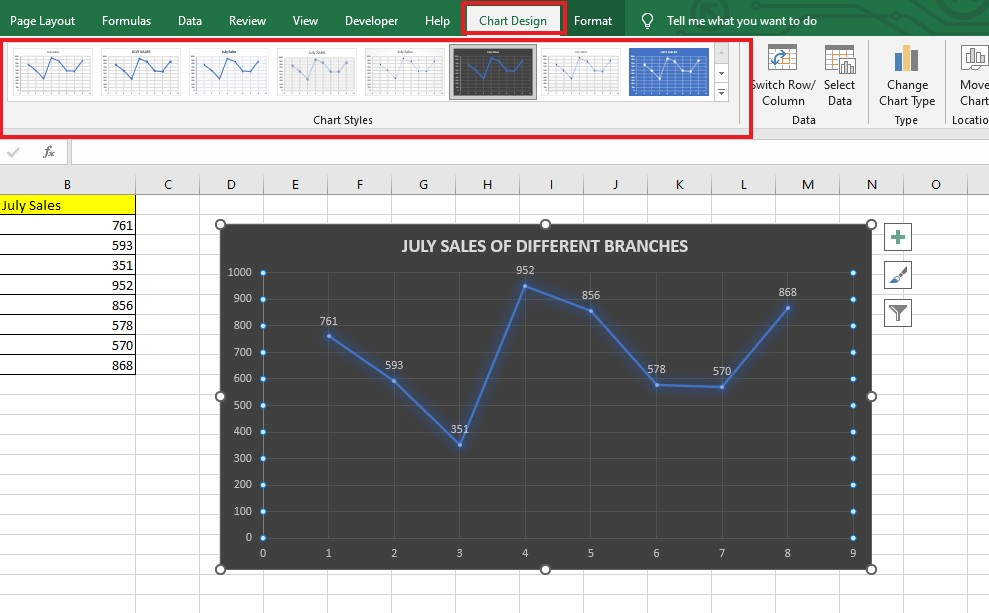 Page Layout Formulas Data Review View Developer Help Chart Design Format Tell me what you want to do
Switch Row/ Column
Select Data
Change Chart Type
Move Chart
Chart Styles
Data
Type
Locatio
fx
B C D E F G H I J K L M N O
July Sales
761
593
351
952
856
578
570
868
JULY SALES OF DIFFERENT BRANCHES
1000
900
800
700
600
500
400
300
200
100
0
761
593
351
952
856
578
570
868
0 1 2 3 4 5 6 7 8 9